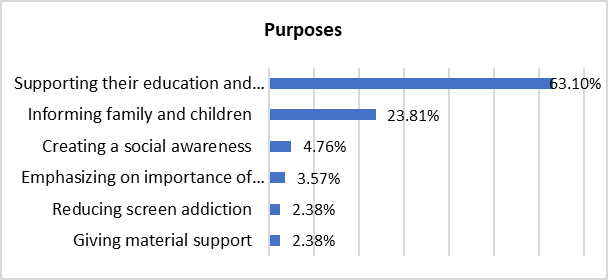 Purposes
Supporting their education and... 63.10%
Informing family and children 23.81%
Creating a social awareness 4.76%
Emphasizing on importance of... 3.57%
Reducing screen addiction 2.38%
Giving material support 2.38%